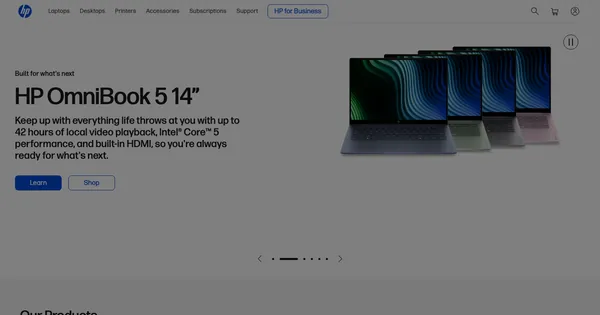 hp Laptops Desktops Printers Accessories Subscriptions Support HP for Business
Built for what's next
HP OmniBook 5 14”
Keep up with everything life throws at you with up to
42 hours of local video playback, Intel® Core™ 5
performance, and built-in HDMI, so you're always
ready for what's next.
Learn Shop
Our Products